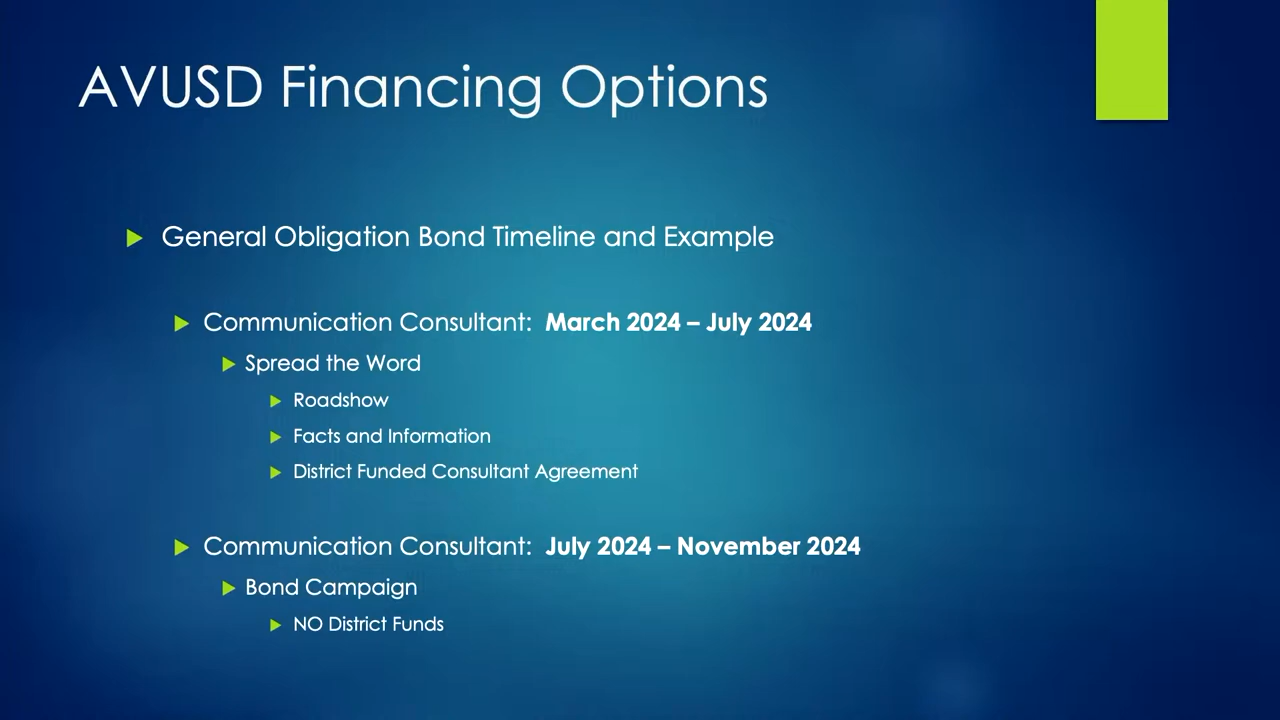 AVUSD Financing Options
General Obligation Bond Timeline and Example
Communication Consultant: March 2024 – July 2024
Spread the Word
Roadshow
Facts and Information
District Funded Consultant Agreement
Communication Consultant: July 2024 – November 2024
Bond Campaign
NO District Funds